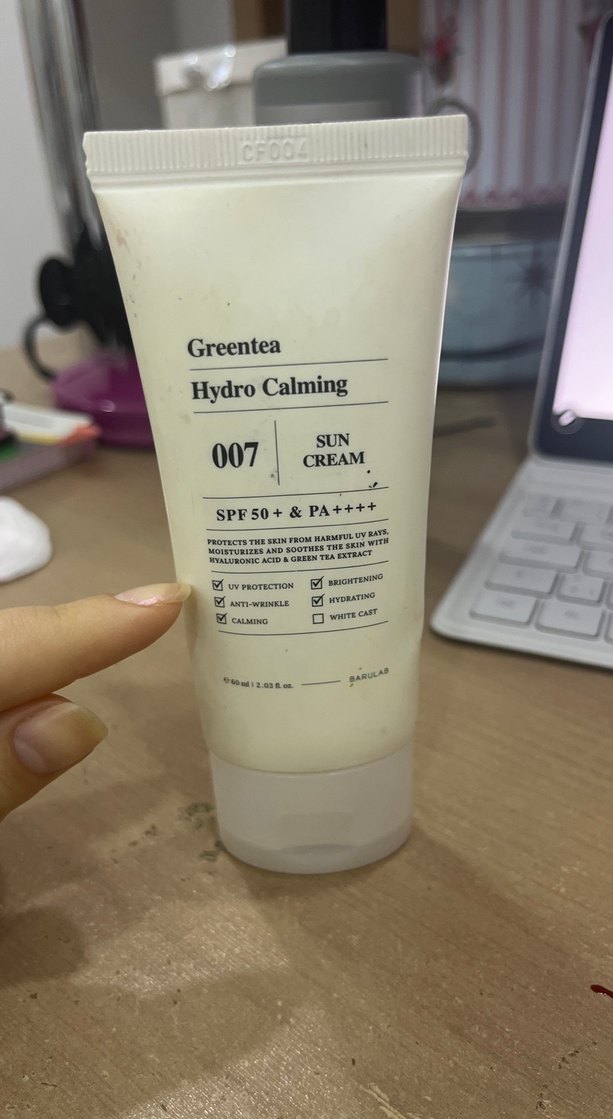 CF004
Greentea
Hydro Calming
007
SUN
CREAM
SPF 50+ & PA++++
PROTECTS THE SKIN FROM HARMFUL UV RAYS,
MOISTURIZES AND SOOTHES THE SKIN WITH
HYALURONIC ACID & GREEN TEA EXTRACT
UV PROTECTION BRIGHTENING
ANTI-WRINKLE HYDRATING
CALMING WHITE CAST
℮ 60 ml | 2.03 fl. oz. BARULAB